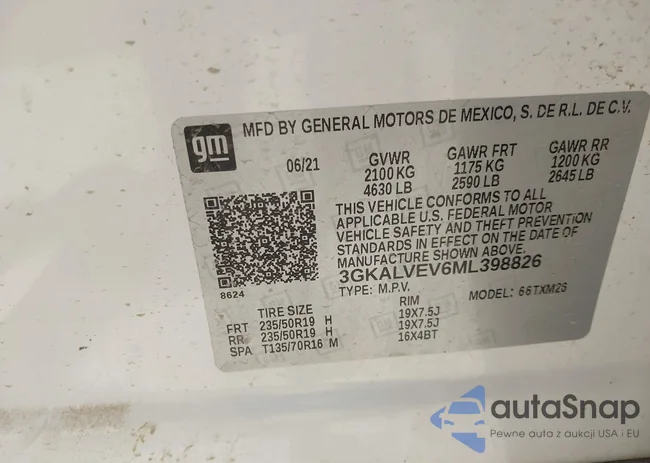 gm
MFD BY GENERAL MOTORS DE MEXICO, S. DE R.L. DE C.V.
06/21 GVWR GAWR FRT GAWR RR
2100 KG 1175 KG 1200 KG
4630 LB 2590 LB 2645 LB
THIS VEHICLE CONFORMS TO ALL
APPLICABLE U.S. FEDERAL MOTOR
VEHICLE SAFETY AND THEFT PREVENTION
STANDARDS IN EFFECT ON THE DATE OF
MANUFACTURE SHOWN ABOVE.
3GKALVEV6ML398826
8624
TYPE: M.P.V. MODEL: 66TXM26
TIRE SIZE RIM
FRT 235/50R19 H 19X7.5J
RR 235/50R19 H 19X7.5J
SPA T135/70R16 M 16X4BT
autaSnap
Pewne auta z aukcji USA i EU